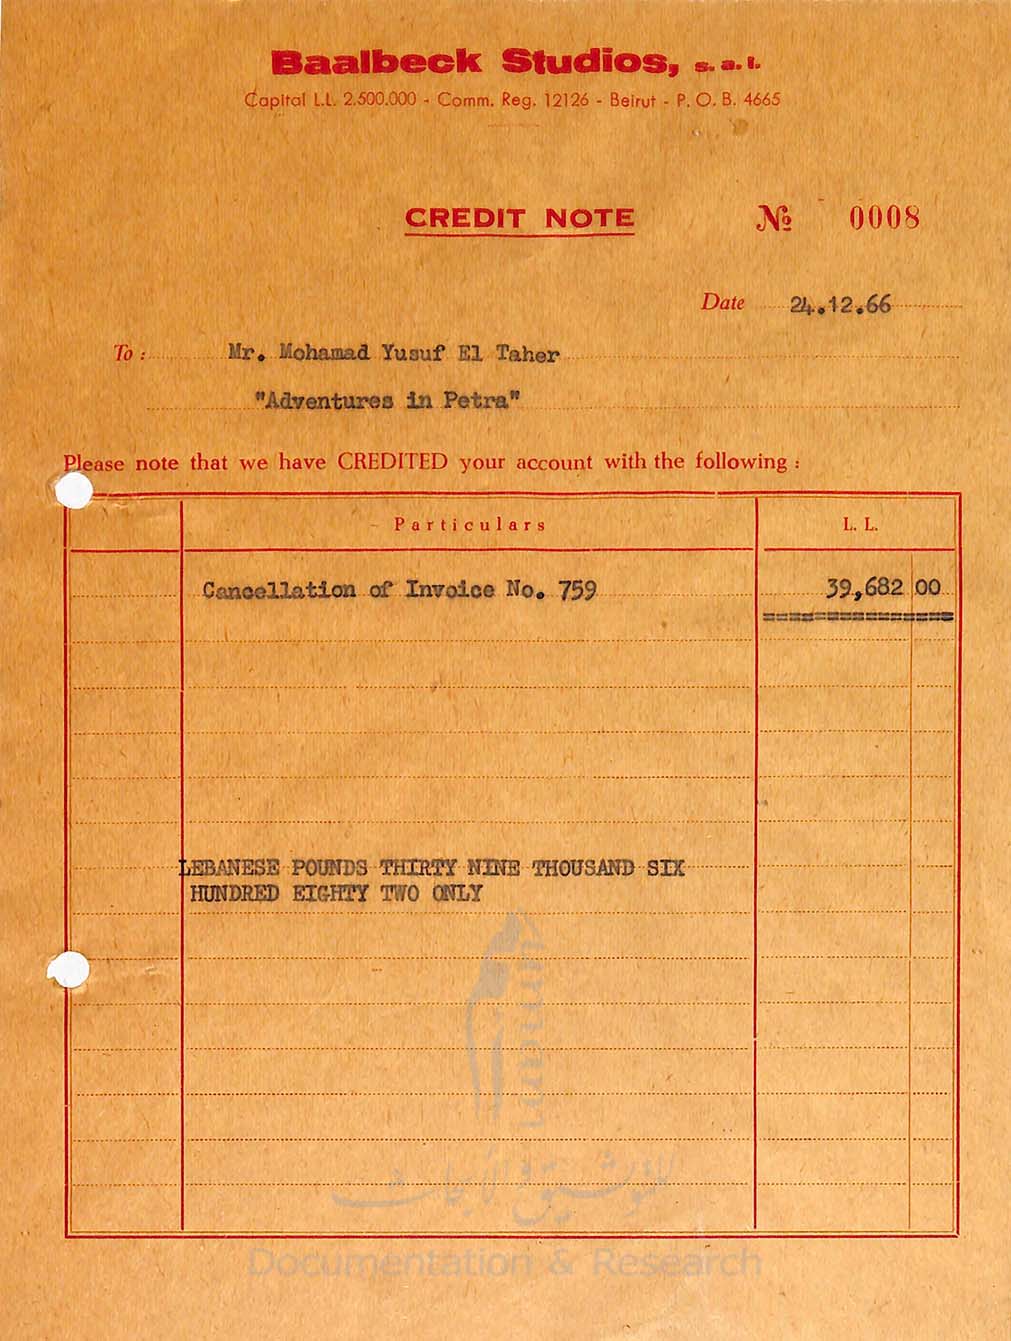 Baalbeck Studios, s.a.l.
Capital L.L. 2.500.000 - Comm. Reg. 12126 - Beirut - P. O. B. 4665
CREDIT NOTE № 0008
Date 24.12.66
To : Mr. Mohamad Yusuf El Taher
"Adventures in Petra"
Please note that we have CREDITED your account with the following :
Particulars L. L.
Cancellation of Invoice No. 759 39,682 00
LEBANESE POUNDS THIRTY NINE THOUSAND SIX
HUNDRED EIGHTY TWO ONLY
للتوثيق والأبحاث
Documentation & Research